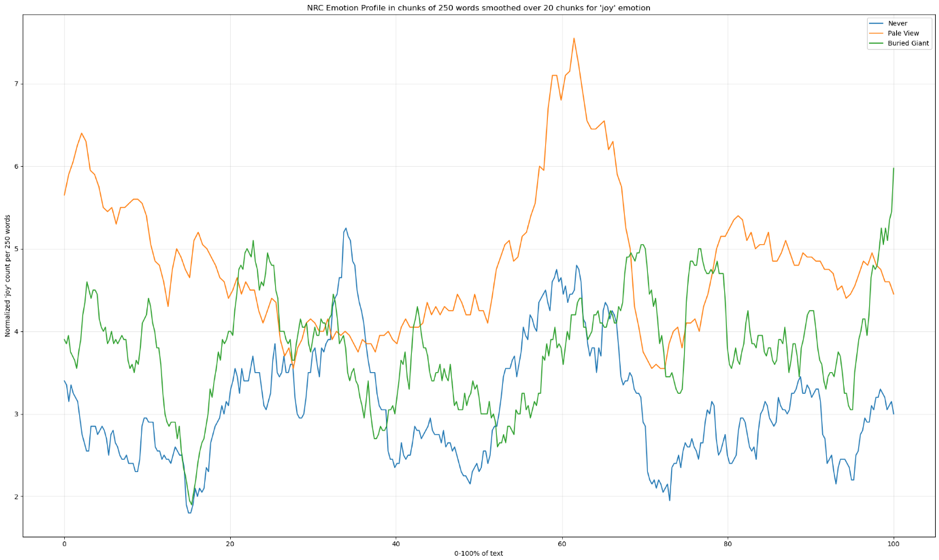 NRC Emotion Profile in chunks of 250 words smoothed over 20 chunks for 'joy' emotion
Never
Pale View
Buried Giant
Normalized 'joy' count per 250 words
7
6
5
4
3
2
0
20
40
60
80
100
0-100% of text